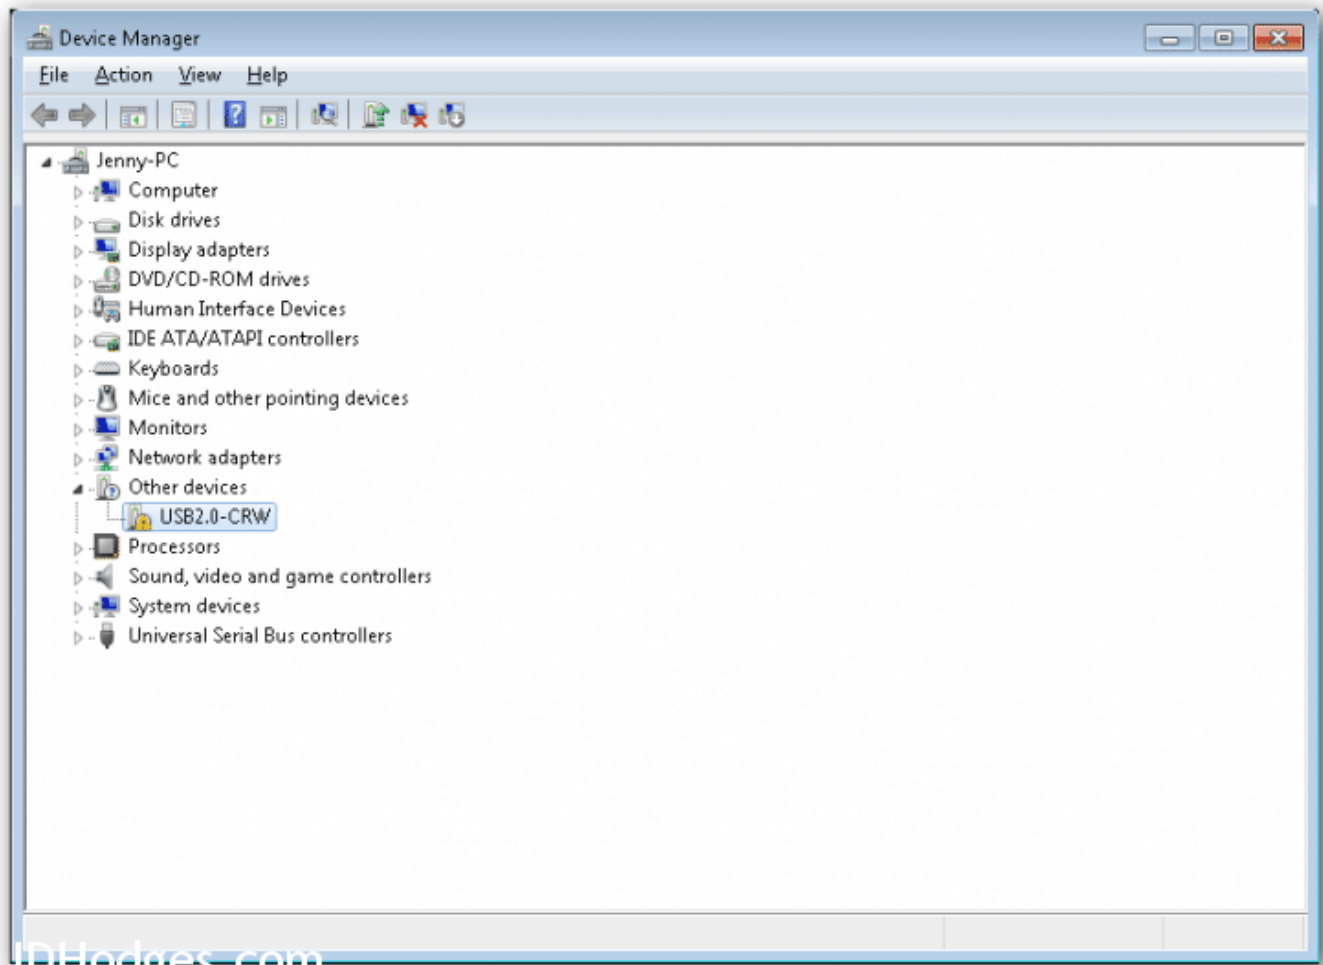 Device Manager
File Action View Help
Jenny-PC
Computer
Disk drives
Display adapters
DVD/CD-ROM drives
Human Interface Devices
IDE ATA/ATAPI controllers
Keyboards
Mice and other pointing devices
Monitors
Network adapters
Other devices
USB2.0-CRW
Processors
Sound, video and game controllers
System devices
Universal Serial Bus controllers
JDHodges.com